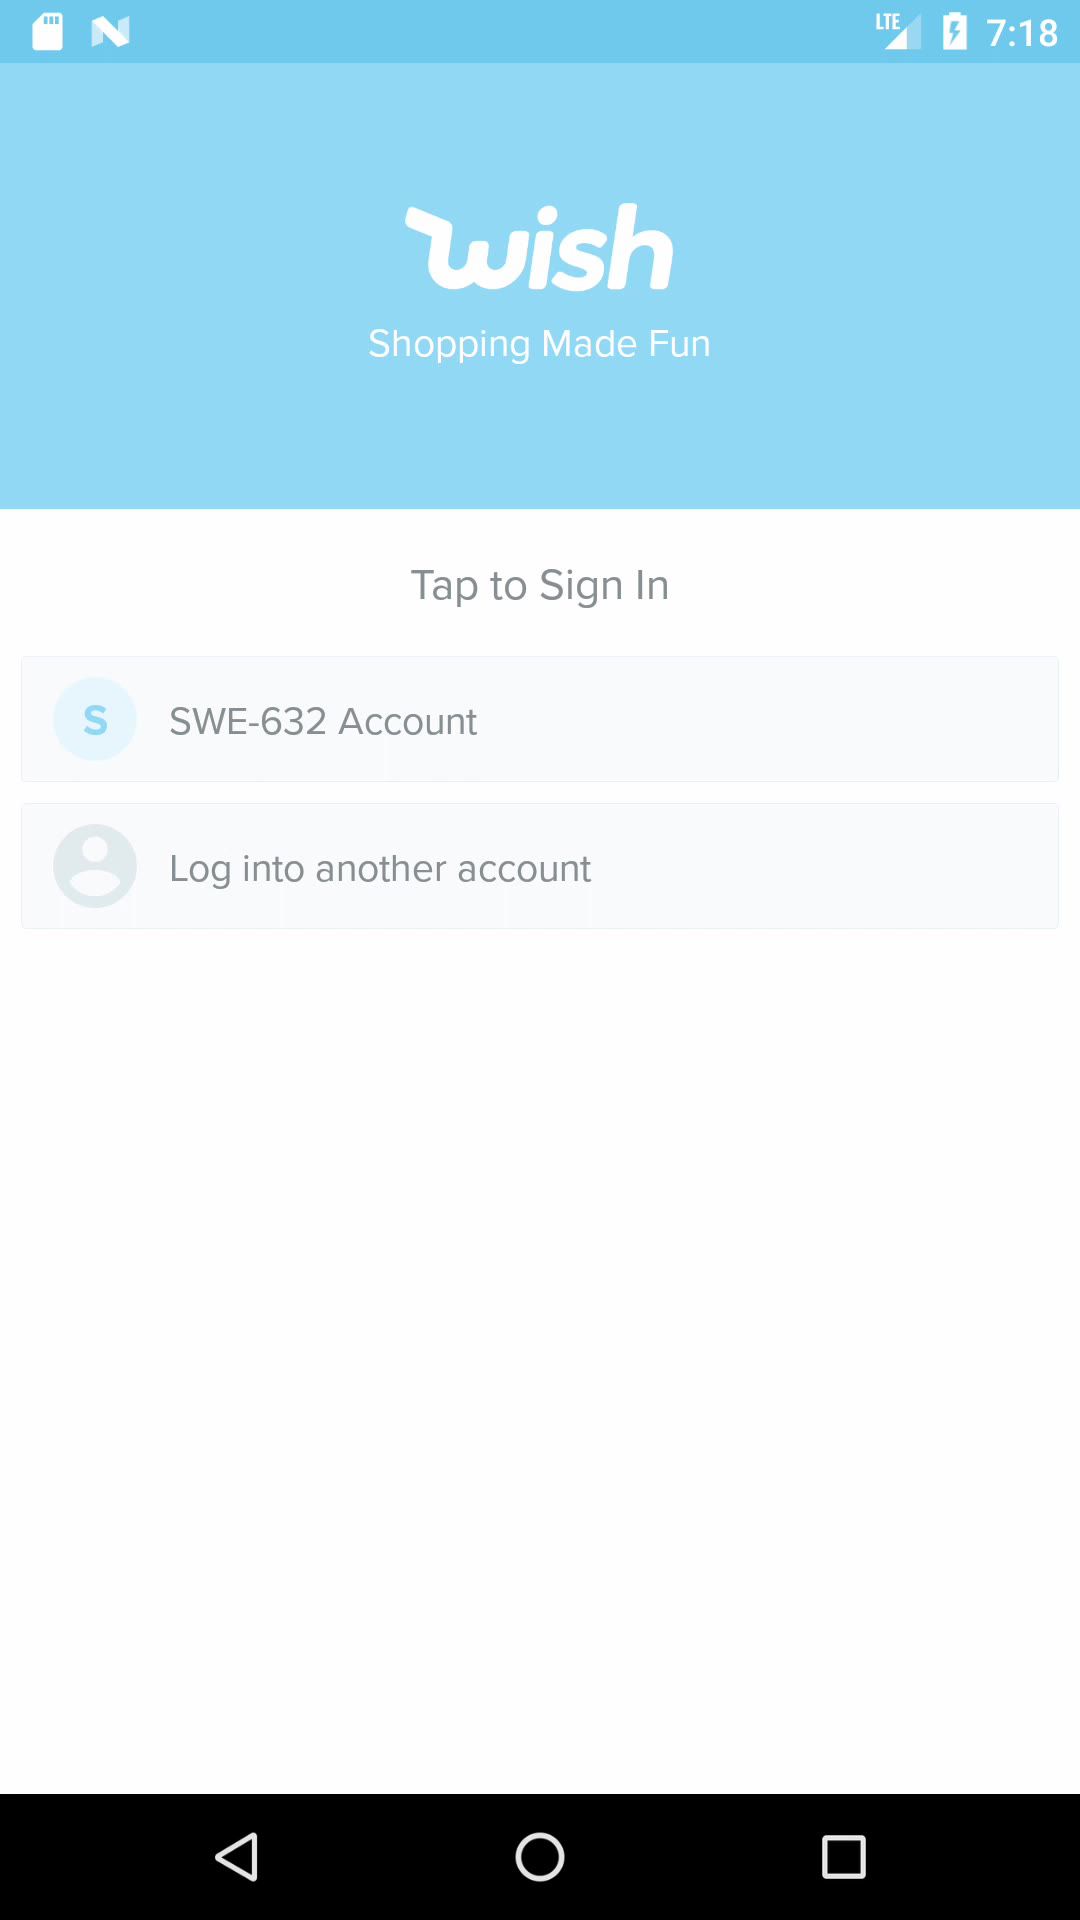 LTE 7:18
wish
Shopping Made Fun
Tap to Sign In
S SWE-632 Account
Log into another account